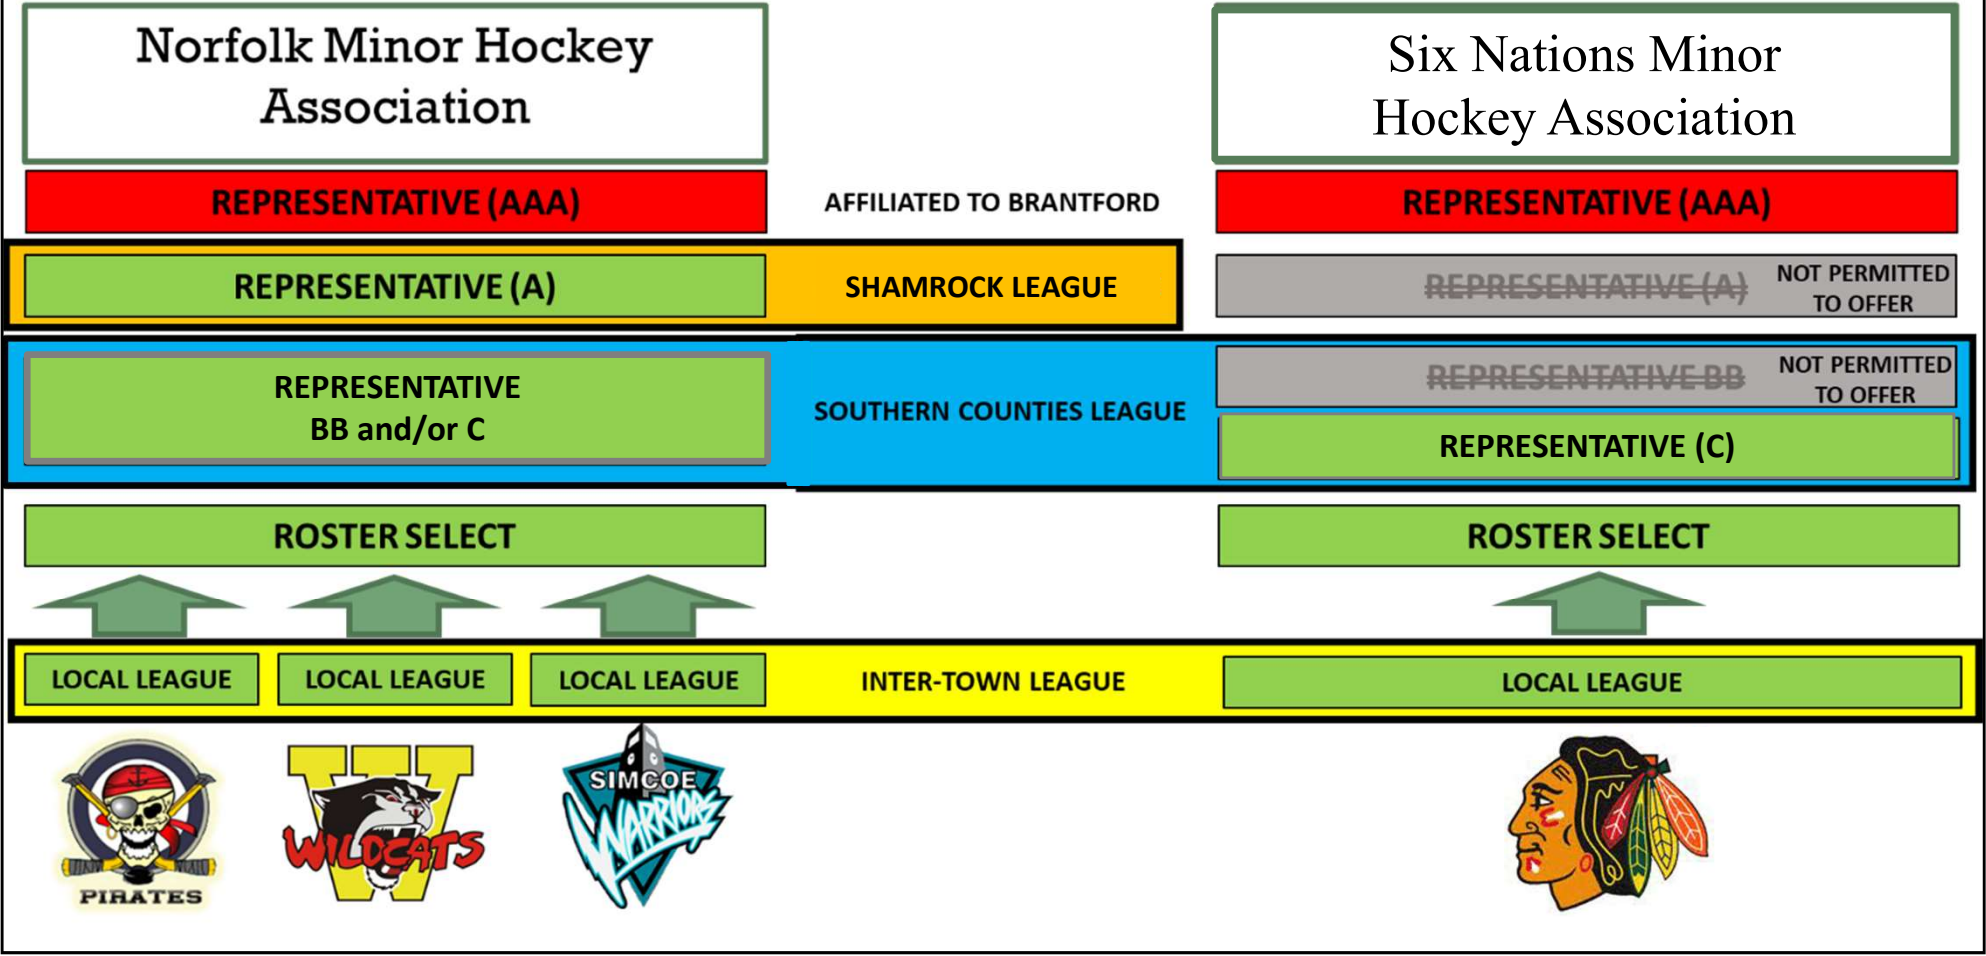 Norfolk Minor Hockey
Association
Six Nations Minor
Hockey Association
REPRESENTATIVE (AAA)
AFFILIATED TO BRANTFORD
REPRESENTATIVE (AAA)
REPRESENTATIVE (A)
SHAMROCK LEAGUE
REPRESENTATIVE (A)
NOT PERMITTED
TO OFFER
REPRESENTATIVE
BB and/or C
SOUTHERN COUNTIES LEAGUE
REPRESENTATIVE BB
NOT PERMITTED
TO OFFER
REPRESENTATIVE (C)
ROSTER SELECT
ROSTER SELECT
LOCAL LEAGUE
LOCAL LEAGUE
LOCAL LEAGUE
INTER-TOWN LEAGUE
LOCAL LEAGUE
PIRATES
W
WILDCATS
SIMCOE
WARRIORS